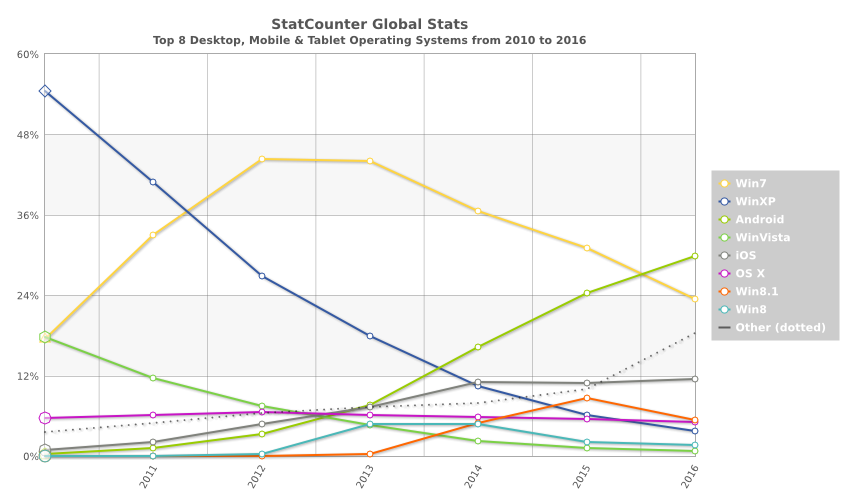 StatCounter Global Stats
Top 8 Desktop, Mobile & Tablet Operating Systems from 2010 to 2016
60%
48%
36%
24%
12%
0%
2011
2012
2013
2014
2015
2016
Win7
WinXP
Android
WinVista
iOS
OS X
Win8.1
Win8
Other (dotted)